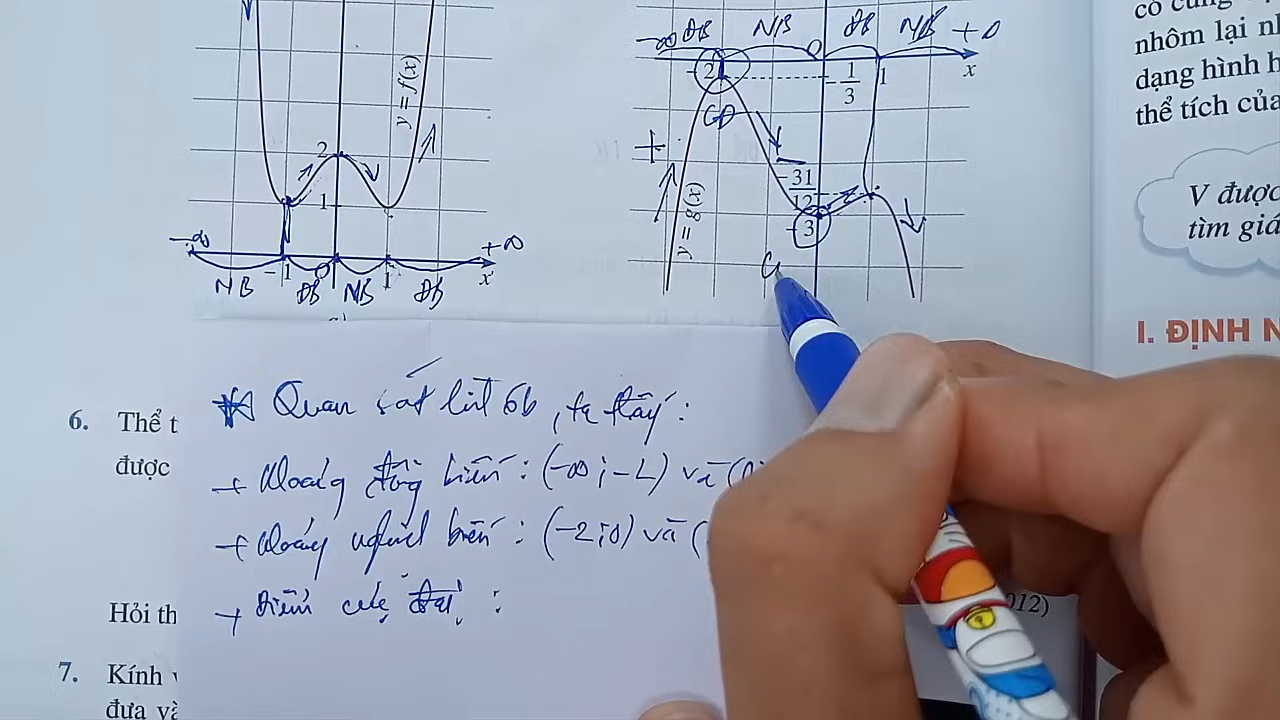 y = f(x)
2
1
-∞
+∞
-1 O 1 x
NB ĐB NB ĐB
-∞ ĐB NB ĐB NB +∞
O
-2
-1/3
1 x
CĐ
+
-31/12
-3
y = g(x)
C
có cùng
nhôm lại
dạng hình h
thể tích của
V được
tìm giá
I. ĐỊNH N
* Quan sát hình 6b, ta thấy:
+ Khoảng đồng biến: (-∞; -2) và (
+ Khoảng nghịch biến: (-2; 0) và (
+ Điểm cực đại:
6. Thể t
được
Hỏi th
012)
7. Kính v
đưa và